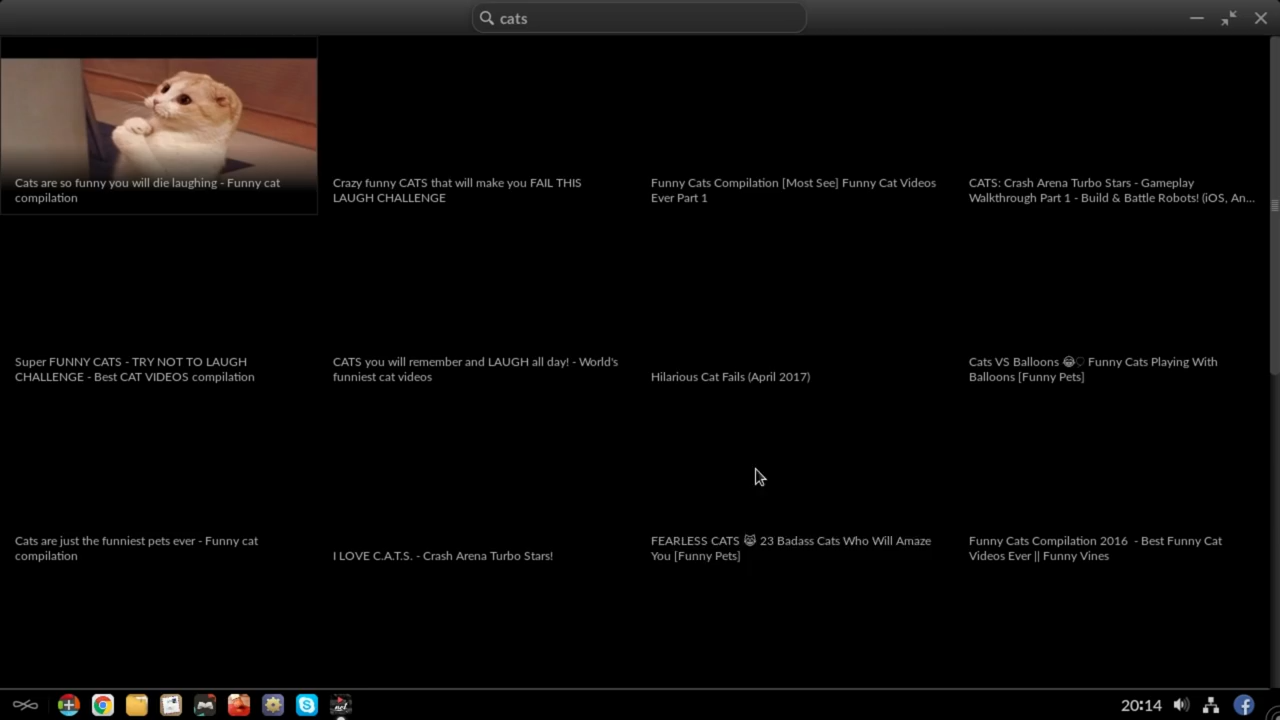 cats
Cats are so funny you will die laughing - Funny cat
compilation
Crazy funny CATS that will make you FAIL THIS
LAUGH CHALLENGE
Funny Cats Compilation [Most See] Funny Cat Videos
Ever Part 1
CATS: Crash Arena Turbo Stars - Gameplay
Walkthrough Part 1 - Build & Battle Robots! (iOS, An...
Super FUNNY CATS - TRY NOT TO LAUGH
CHALLENGE - Best CAT VIDEOS compilation
CATS you will remember and LAUGH all day! - World's
funniest cat videos
Hilarious Cat Fails (April 2017)
Cats VS Balloons 😂 Funny Cats Playing With
Balloons [Funny Pets]
Cats are just the funniest pets ever - Funny cat
compilation
I LOVE C.A.T.S. - Crash Arena Turbo Stars!
FEARLESS CATS 😹 23 Badass Cats Who Will Amaze
You [Funny Pets]
Funny Cats Compilation 2016 - Best Funny Cat
Videos Ever || Funny Vines
20:14